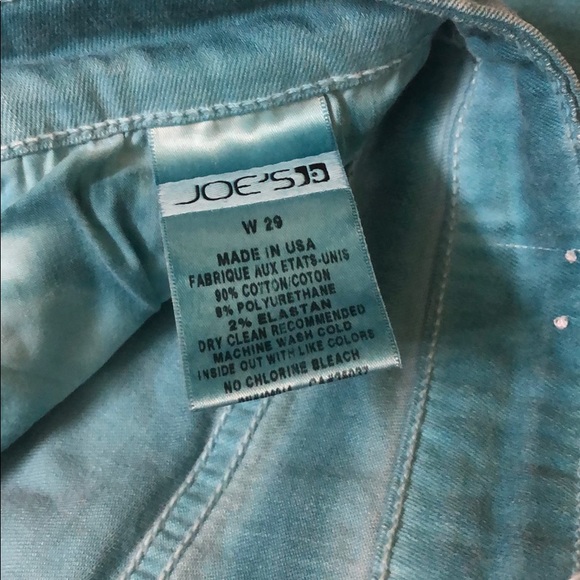 JOE'S
W 29
MADE IN USA
FABRIQUE AUX ETATS-UNIS
90% COTTON/COTON
8% POLYURETHANE
2% ELASTAN
DRY CLEAN RECOMMENDED
MACHINE WASH COLD
INSIDE OUT WITH LIKE COLORS
NO CHLORINE BLEACH